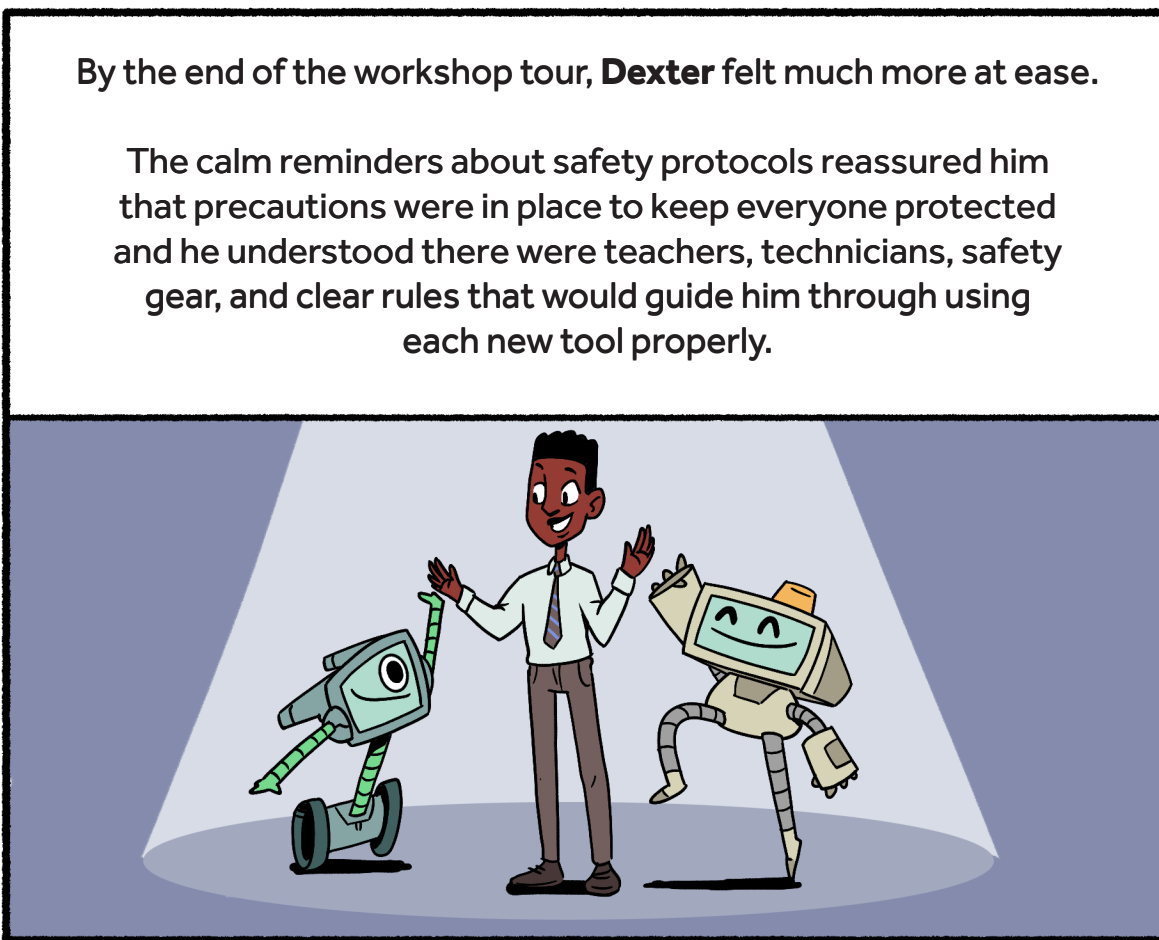 By the end of the workshop tour, Dexter felt much more at ease.
The calm reminders about safety protocols reassured him
that precautions were in place to keep everyone protected
and he understood there were teachers, technicians, safety
gear, and clear rules that would guide him through using
each new tool properly.